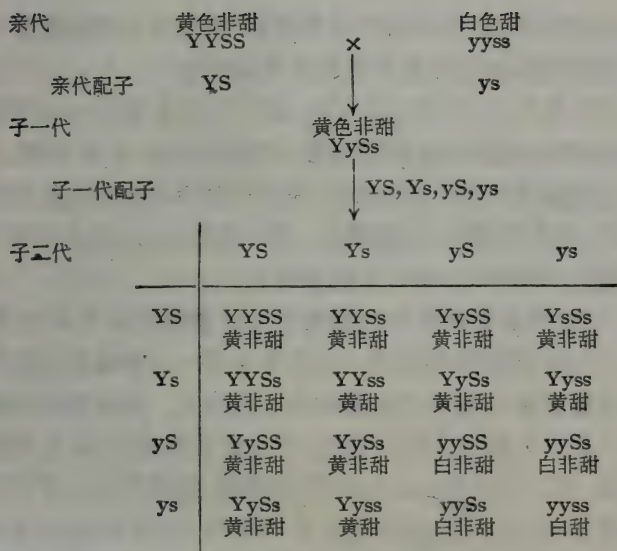 亲代 黄色非甜 白色甜
YYSS × yyss
亲代配子 YS ys
子一代 黄色非甜
YySs
子一代配子 YS, Ys, yS, ys
子二代 YS Ys yS ys
YS YYSS YYSs YySS YsSs
黄非甜 黄非甜 黄非甜 黄非甜
Ys YYSs YYss YySs Yyss
黄非甜 黄甜 黄非甜 黄甜
yS YySS YySs yySS yySs
黄非甜 黄非甜 白非甜 白非甜
ys YySs Yyss yySs yyss
黄非甜 黄甜 白非甜 白甜